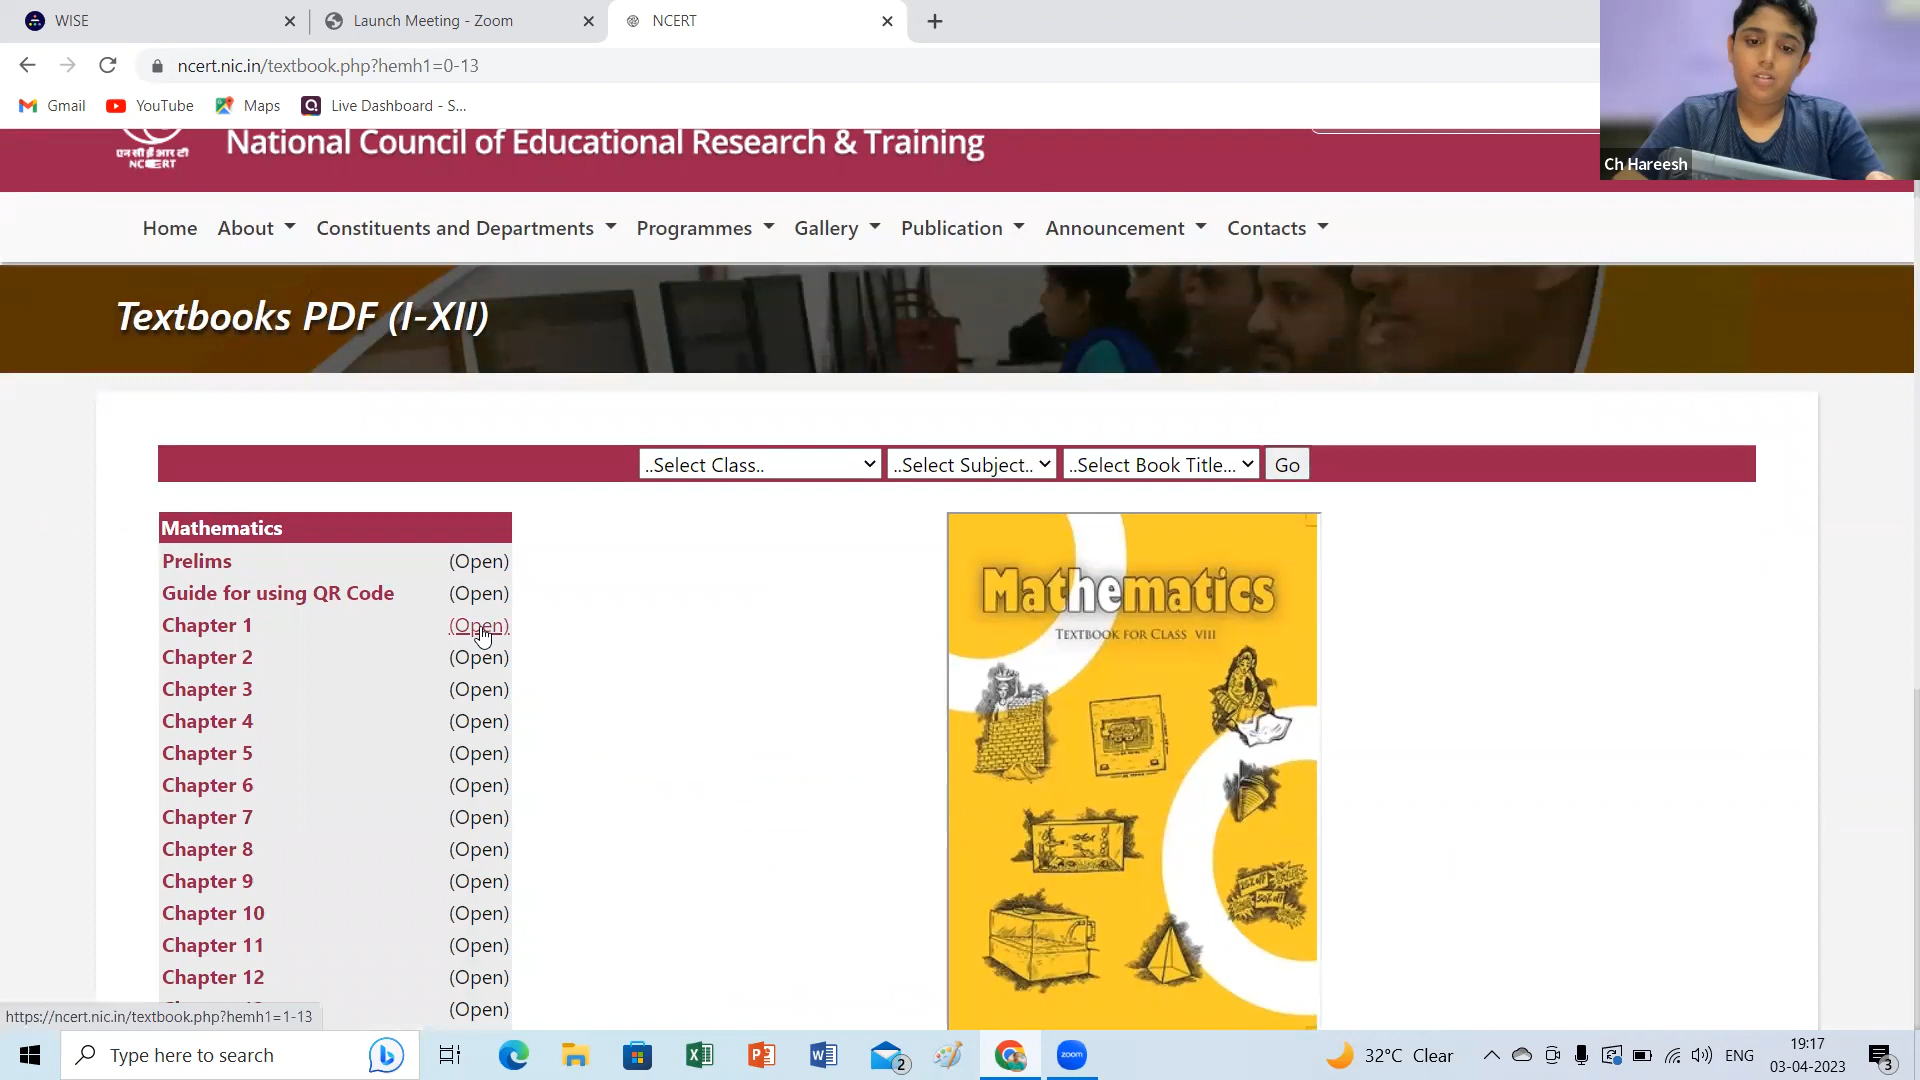 WISE
Launch Meeting - Zoom
NCERT
ncert.nic.in/textbook.php?hemh1=0-13
Gmail
YouTube
Maps
Live Dashboard - S...
एन सी ई आर टी
NCERT
National Council of Educational Research & Training
Ch Hareesh
Home
About
Constituents and Departments
Programmes
Gallery
Publication
Announcement
Contacts
Textbooks PDF (I-XII)
..Select Class..
..Select Subject..
..Select Book Title...
Go
Mathematics
Prelims (Open)
Guide for using QR Code (Open)
Chapter 1 (Open)
Chapter 2 (Open)
Chapter 3 (Open)
Chapter 4 (Open)
Chapter 5 (Open)
Chapter 6 (Open)
Chapter 7 (Open)
Chapter 8 (Open)
Chapter 9 (Open)
Chapter 10 (Open)
Chapter 11 (Open)
Chapter 12 (Open)
(Open)
Mathematics
TEXTBOOK FOR CLASS VIII
https://ncert.nic.in/textbook.php?hemh1=1-13
Type here to search
2
zoom
32°C Clear
ENG
19:17
03-04-2023
3